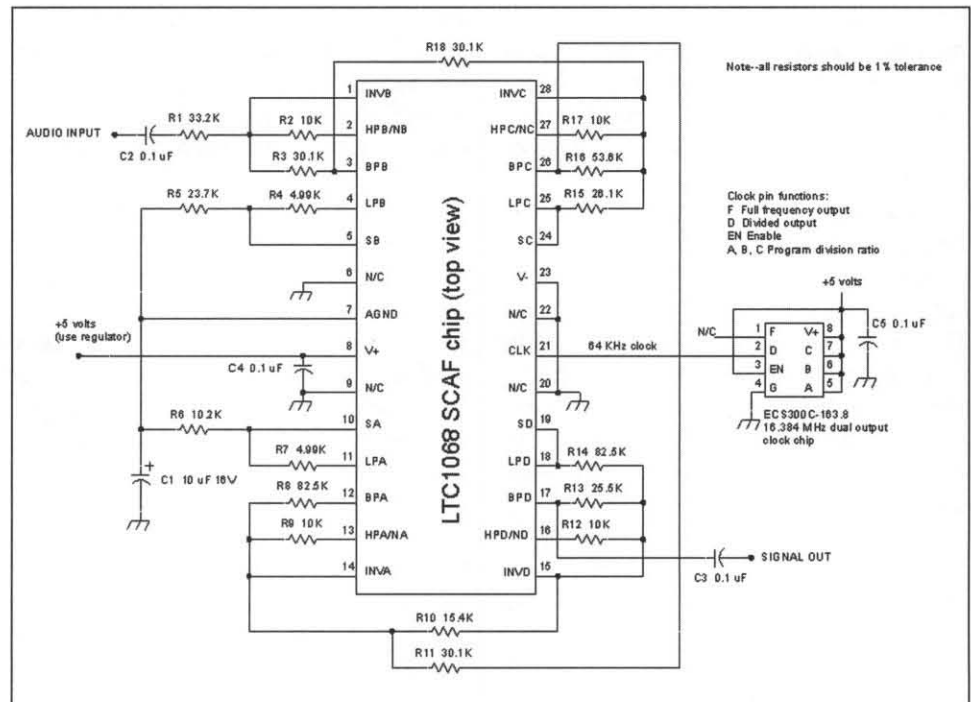 R18 30.1K
Note--all resistors should be 1% tolerance
1 INVB
INVC 28
R1 33.2K
R2 10K
2 HPB/NB
HPC/NC 27
R17 10K
AUDIO INPUT
C2 0.1 uF
R3 30.1K
3 BPB
BPC 26
R16 53.6K
R5 23.7K
R4 4.99K
4 LPB
LPC 25
R15 26.1K
5 SB
SC 24
Clock pin functions:
F Full frequency output
D Divided output
EN Enable
A, B, C Program division ratio
6 N/C
V- 23
+5 volts
7 AGND
N/C 22
+5 volts
(use regulator)
8 V+
CLK 21
64 KHz clock
N/C
1 F V+ 8
2 D C 7
3 EN B 6
4 G A 5
C5 0.1 uF
C4 0.1 uF
9 N/C
N/C 20
ECS300C-163.8
16.384 MHz dual output
clock chip
R6 10.2K
10 SA
SD 19
R7 4.99K
11 LPA
LPD 18
R14 82.5K
C1 10 uF 16V
+
R8 82.5K
12 BPA
BPD 17
R13 25.5K
R9 10K
13 HPA/NA
HPD/ND 16
R12 10K
14 INVA
INVD 15
C3 0.1 uF
SIGNAL OUT
LTC1068 SCAF chip (top view)
R10 15.4K
R11 30.1K